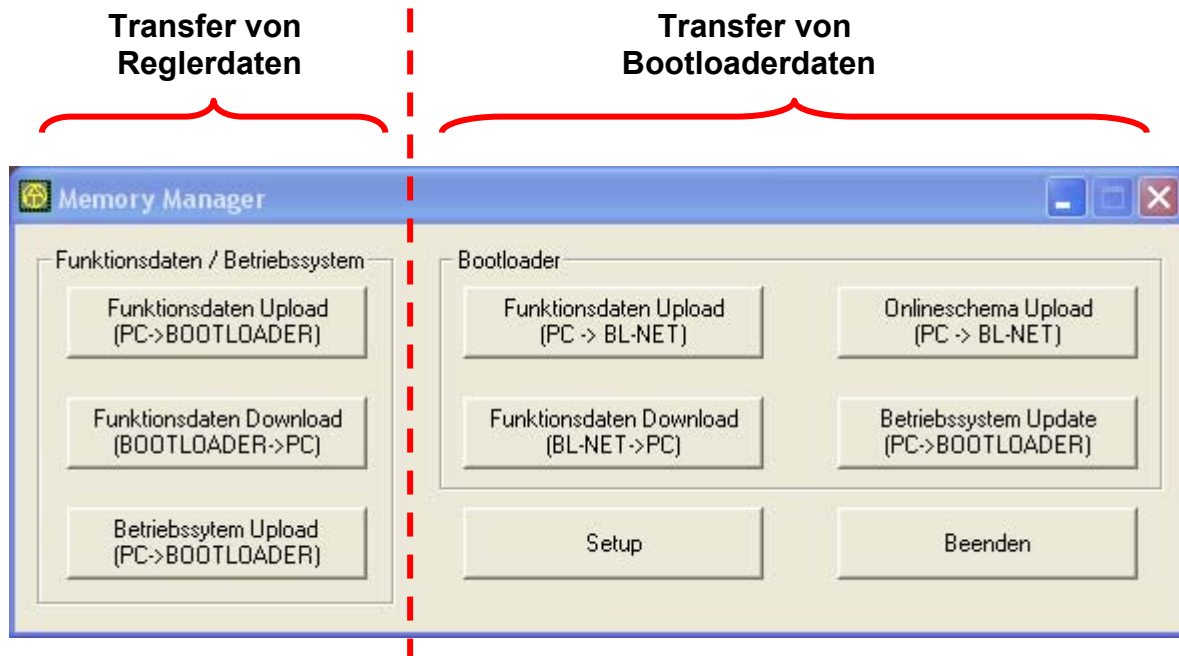 Transfer von
Reglerdaten
Transfer von
Bootloaderdaten
Memory Manager
Funktionsdaten / Betriebssystem
Funktionsdaten Upload
(PC->BOOTLOADER)
Funktionsdaten Download
(BOOTLOADER->PC)
Betriebssytem Upload
(PC->BOOTLOADER)
Bootloader
Funktionsdaten Upload
(PC -> BL-NET)
Onlineschema Upload
(PC -> BL-NET)
Funktionsdaten Download
(BL-NET->PC)
Betriebssystem Update
(PC->BOOTLOADER)
Setup
Beenden